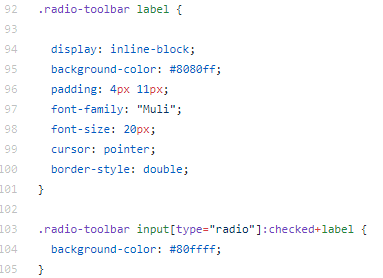 92 .radio-toolbar label {
93
94 display: inline-block;
95 background-color: #8080ff;
96 padding: 4px 11px;
97 font-family: "Muli";
98 font-size: 20px;
99 cursor: pointer;
100 border-style: double;
101 }
102
103 .radio-toolbar input[type="radio"]:checked+label {
104 background-color: #80ffff;
105 }